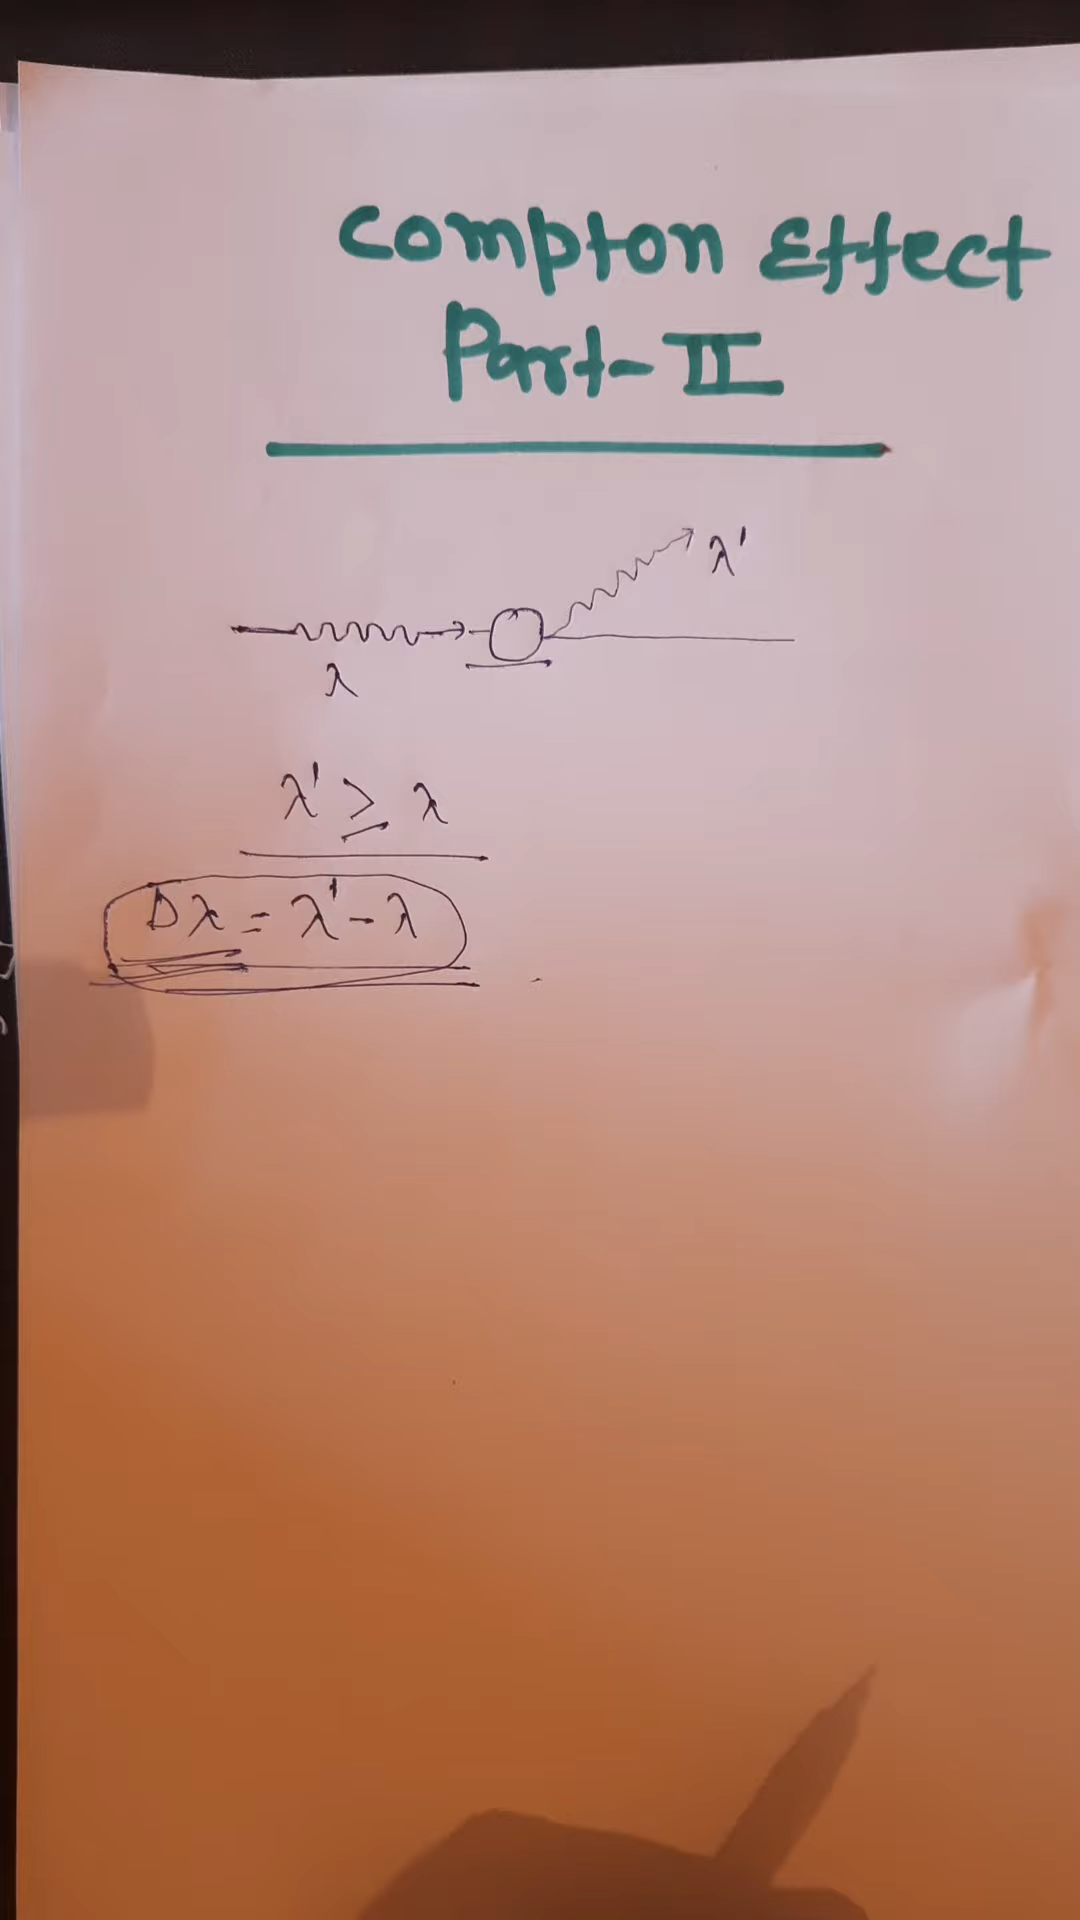 Compton Effect
Part-II
λ'
λ
λ' ≥ λ
Δλ = λ' - λ